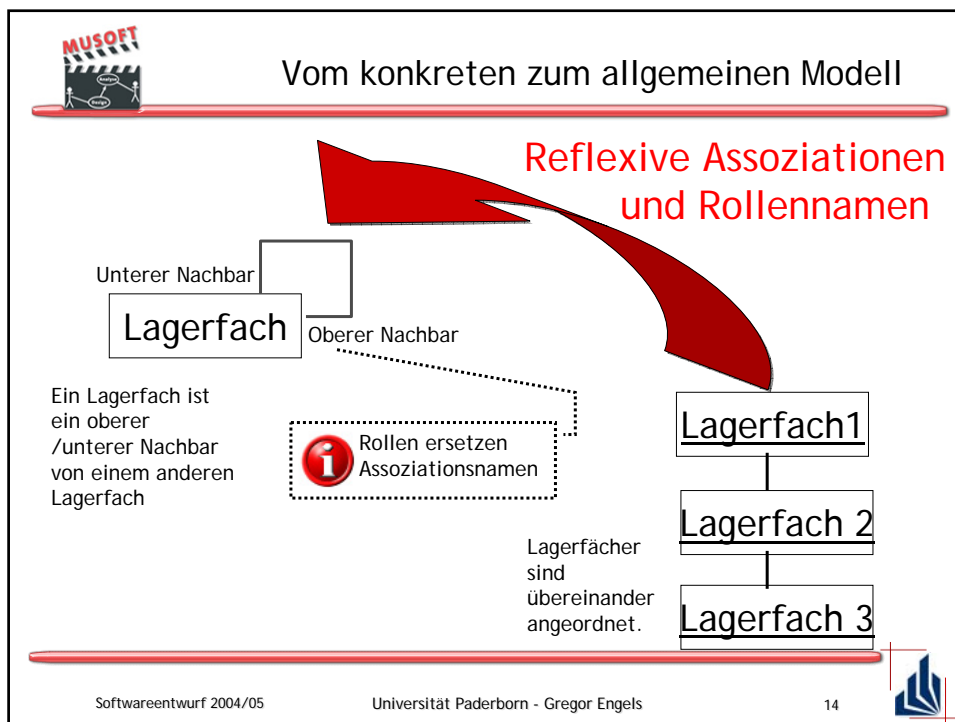 MUSOFT
Analyse
Design
Vom konkreten zum allgemeinen Modell
Reflexive Assoziationen
und Rollennamen
Unterer Nachbar
Lagerfach
Oberer Nachbar
Ein Lagerfach ist
ein oberer
/unterer Nachbar
von einem anderen
Lagerfach
i
Rollen ersetzen
Assoziationsnamen
Lagerfach1
Lagerfach 2
Lagerfach 3
Lagerfächer
sind
übereinander
angeordnet.
Softwareentwurf 2004/05
Universität Paderborn - Gregor Engels
14